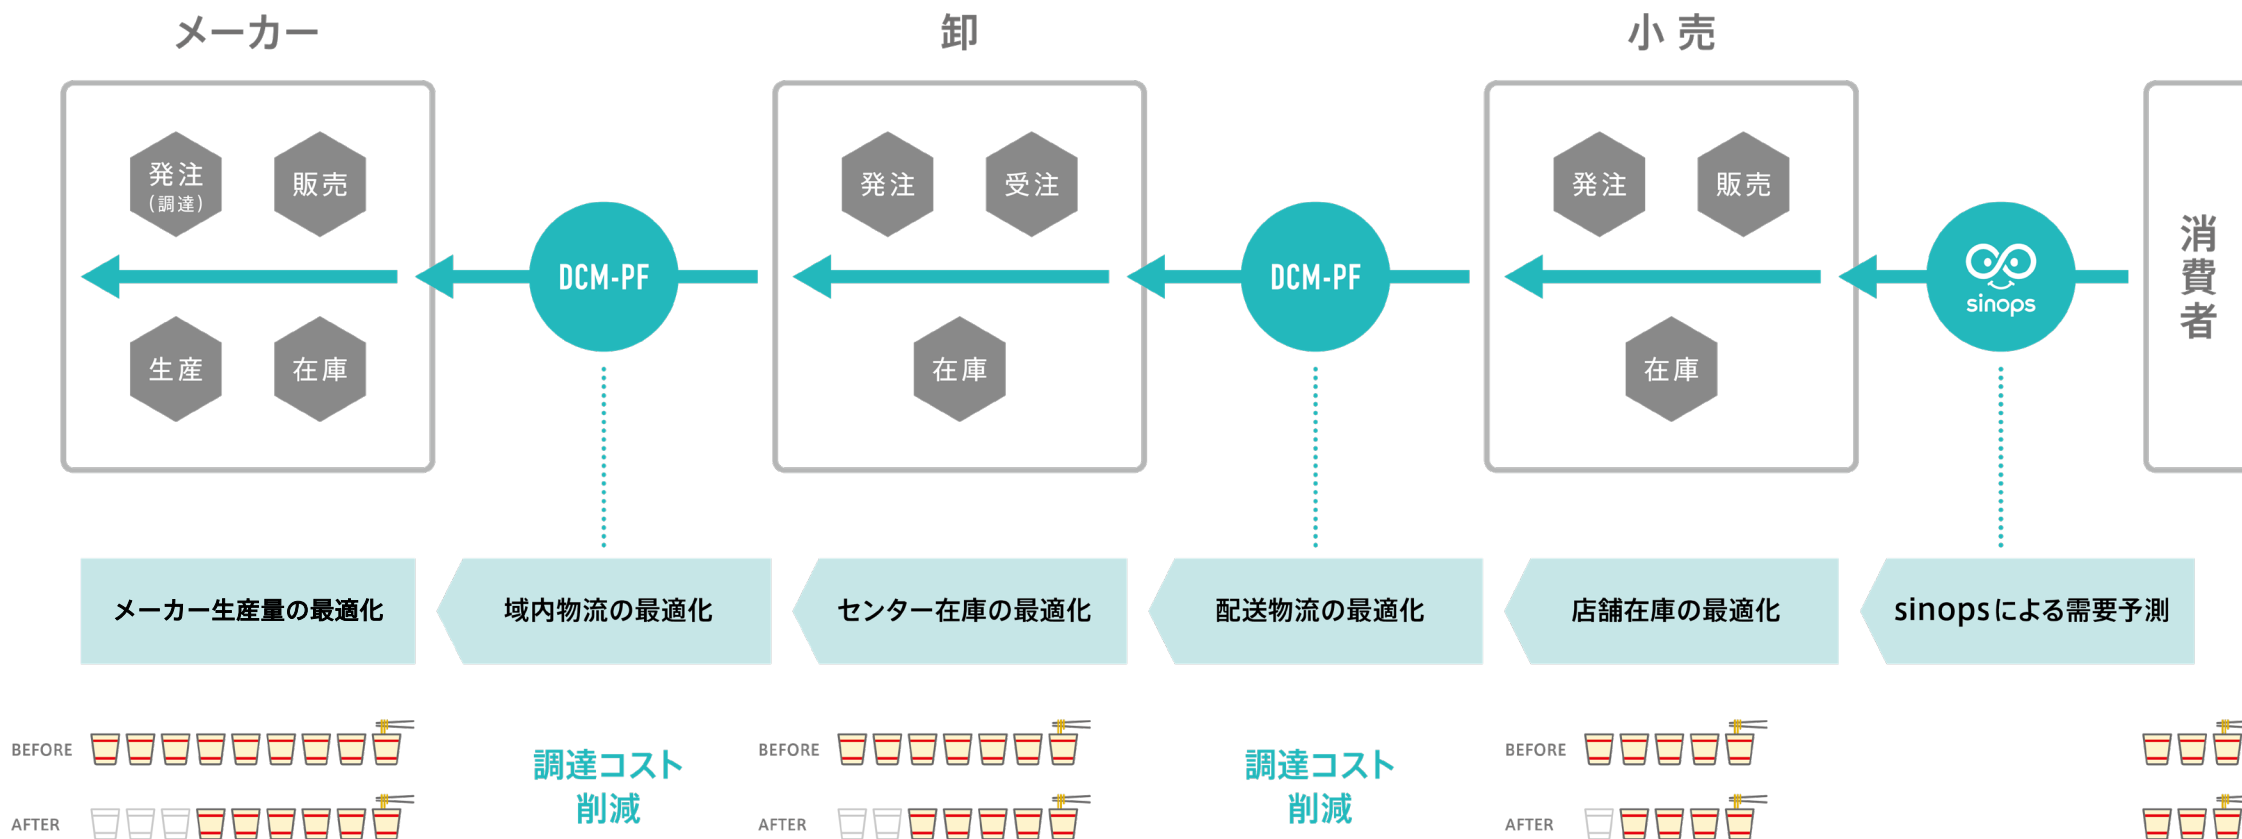 メーカー
卸
小売
発注
(調達)
販売
発注
受注
発注
販売
消費者
DCM-PF
DCM-PF
sinops
生産
在庫
在庫
在庫
メーカー生産量の最適化
域内物流の最適化
センター在庫の最適化
配送物流の最適化
店舗在庫の最適化
sinopsによる需要予測
BEFORE
調達コスト
削減
BEFORE
調達コスト
削減
BEFORE
AFTER
AFTER
AFTER